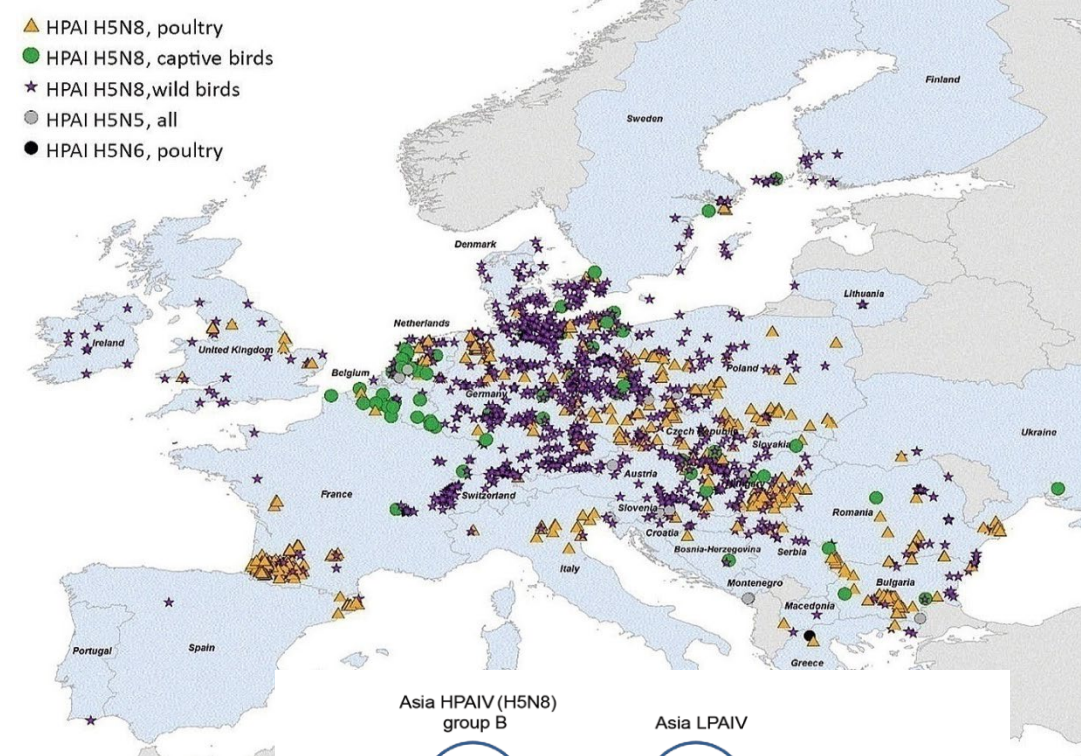 HPAI H5N8, poultry
HPAI H5N8, captive birds
HPAI H5N8,wild birds
HPAI H5N5, all
HPAI H5N6, poultry
Finland
Sweden
Denmark
Lithuania
Netherlands
Ireland
United Kingdom
Belgium
Poland
Germany
Czech Republic
Ukraine
Slovakia
Austria
Hungary
France
Switzerland
Slovenia
Romania
Croatia
Bosnia-Herzegovina
Serbia
Italy
Montenegro
Bulgaria
Macedonia
Portugal
Spain
Greece
Asia HPAIV (H5N8)
group B
Asia LPAIV